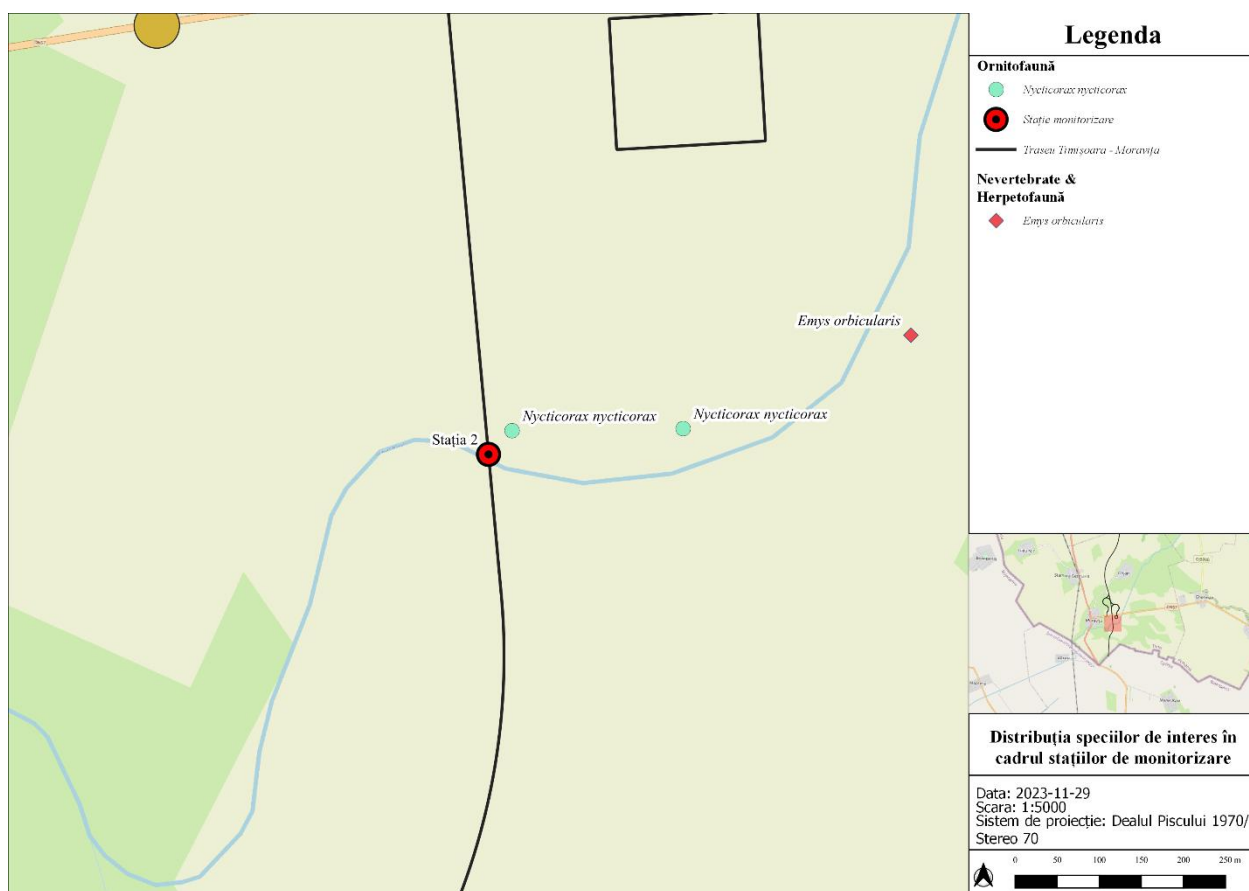 Emys orbicularis
Nycticorax nycticorax
Nycticorax nycticorax
Stația 2
Legenda
Ornitofaună
Nycticorax nycticorax
Stație monitorizare
Traseu Timișoara - Moravița
Nevertebrate &
Herpetofaună
Emys orbicularis
Distribuția speciilor de interes în
cadrul stațiilor de monitorizare
Data: 2023-11-29
Scara: 1:5000
Sistem de proiecție: Dealul Piscului 1970/
Stereo 70
0 50 100 150 200 250 m